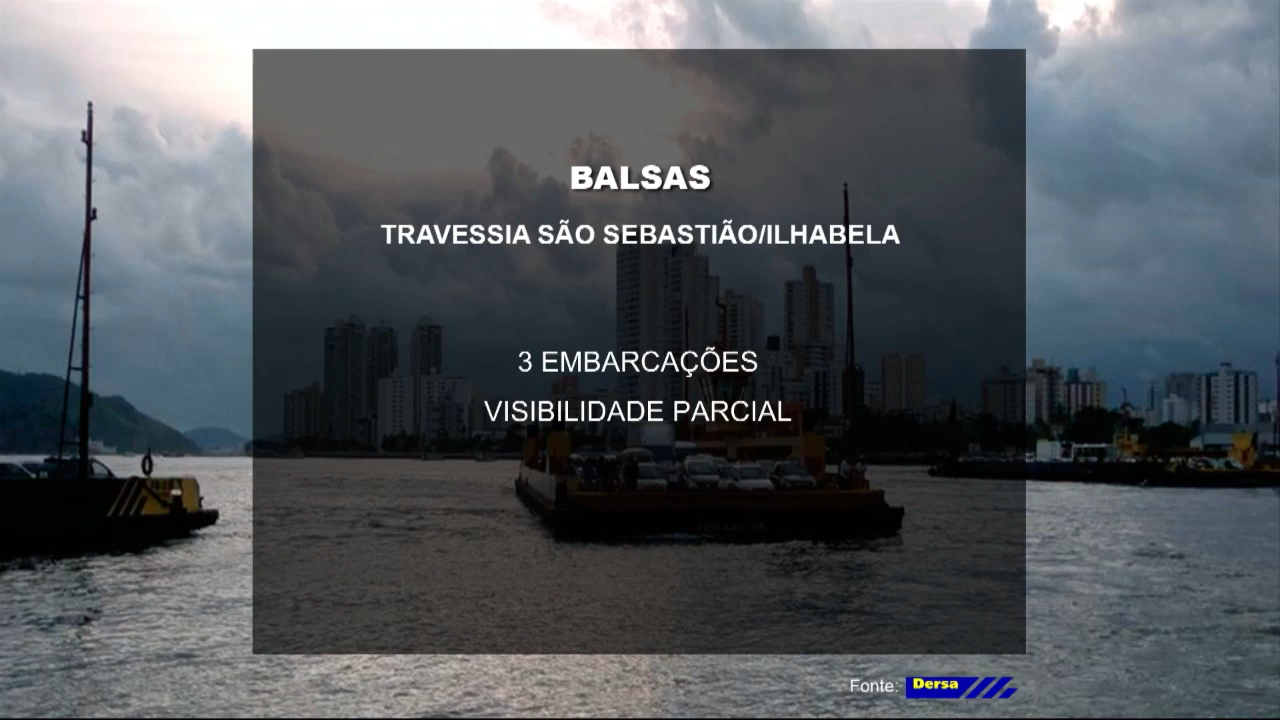 BALSAS
TRAVESSIA SÃO SEBASTIÃO/ILHABELA
3 EMBARCAÇÕES
VISIBILIDADE PARCIAL
Fonte: Dersa